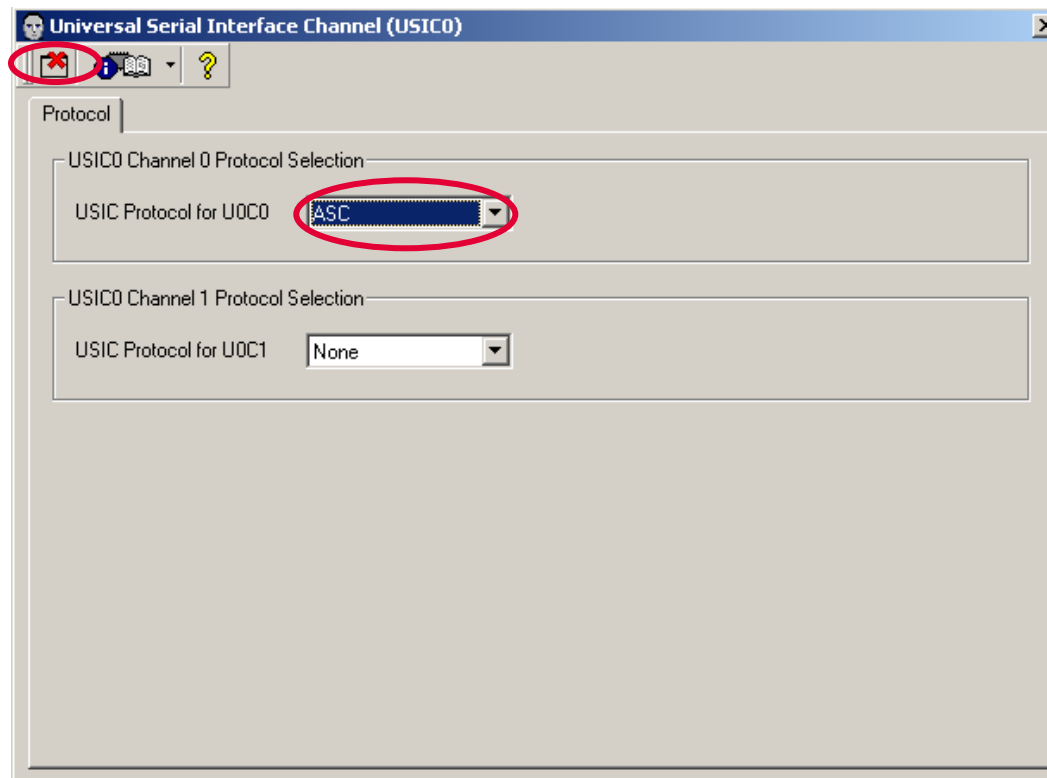 Universal Serial Interface Channel (USIC0)
Protocol
USIC0 Channel 0 Protocol Selection
USIC Protocol for U0C0
ASC
USIC0 Channel 1 Protocol Selection
USIC Protocol for U0C1
None